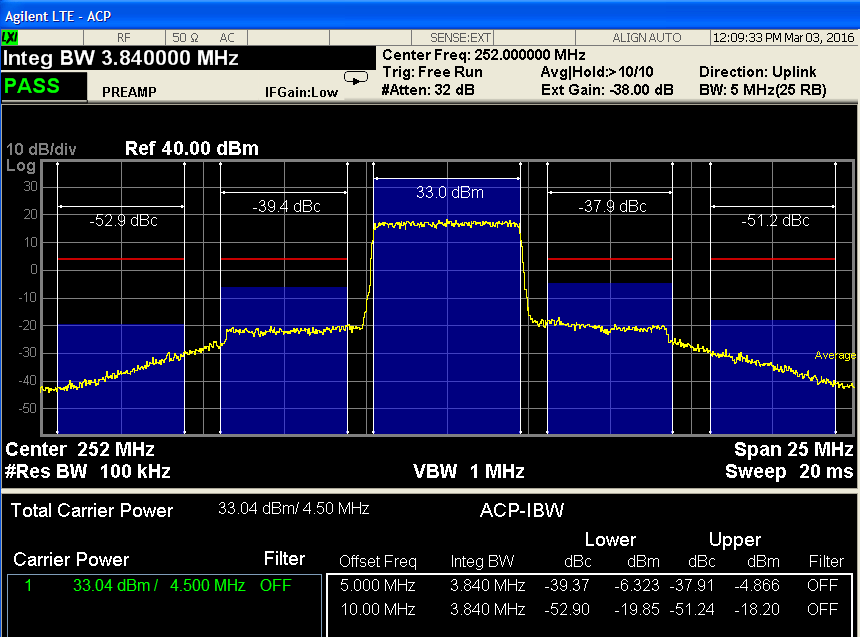 Agilent LTE - ACP
LXI RF 50 Ω AC SENSE:EXT ALIGN AUTO 12:09:33 PM Mar 03, 2016
Integ BW 3.840000 MHz
Center Freq: 252.000000 MHz
Trig: Free Run Avg|Hold:>10/10 Direction: Uplink
PASS PREAMP IFGain:Low #Atten: 32 dB Ext Gain: -38.00 dB BW: 5 MHz(25 RB)
10 dB/div Ref 40.00 dBm
Log
30
20
10
0
-10
-20
-30
-40
-50
-52.9 dBc -39.4 dBc 33.0 dBm -37.9 dBc -51.2 dBc
Average
Center 252 MHz Span 25 MHz
#Res BW 100 kHz VBW 1 MHz Sweep 20 ms
Total Carrier Power 33.04 dBm/ 4.50 MHz ACP-IBW
Lower Upper
Carrier Power Filter Offset Freq Integ BW dBc dBm dBc dBm Filter
1 33.04 dBm / 4.500 MHz OFF 5.000 MHz 3.840 MHz -39.37 -6.323 -37.91 -4.866 OFF
10.00 MHz 3.840 MHz -52.90 -19.85 -51.24 -18.20 OFF